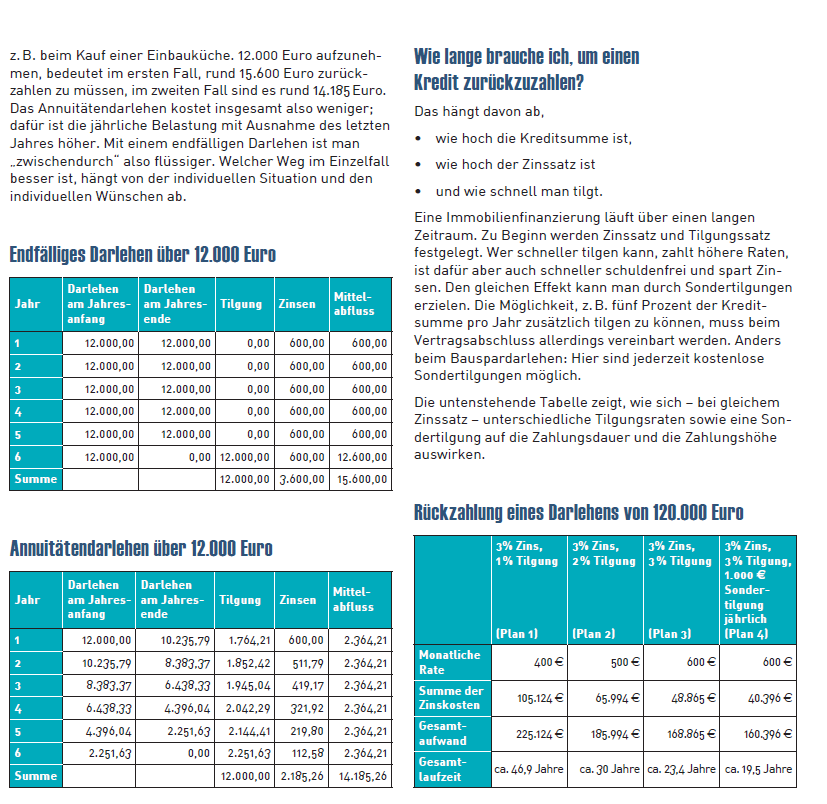 z. B. beim Kauf einer Einbauküche. 12.000 Euro aufzuneh-
men, bedeutet im ersten Fall, rund 15.600 Euro zurück-
zahlen zu müssen, im zweiten Fall sind es rund 14.185 Euro.
Das Annuitätendarlehen kostet insgesamt also weniger;
dafür ist die jährliche Belastung mit Ausnahme des letzten
Jahres höher. Mit einem endfälligen Darlehen ist man
„zwischendurch“ also flüssiger. Welcher Weg im Einzelfall
besser ist, hängt von der individuellen Situation und den
individuellen Wünschen ab.
Endfälliges Darlehen über 12.000 Euro
Jahr | Darlehen am Jahres-anfang | Darlehen am Jahres-ende | Tilgung | Zinsen | Mittel-abfluss
1 12.000,00 12.000,00 0,00 600,00 600,00
2 12.000,00 12.000,00 0,00 600,00 600,00
3 12.000,00 12.000,00 0,00 600,00 600,00
4 12.000,00 12.000,00 0,00 600,00 600,00
5 12.000,00 12.000,00 0,00 600,00 600,00
6 12.000,00 0,00 12.000,00 600,00 12.600,00
Summe 12.000,00 3.600,00 15.600,00
Annuitätendarlehen über 12.000 Euro
Jahr | Darlehen am Jahres-anfang | Darlehen am Jahres-ende | Tilgung | Zinsen | Mittel-abfluss
1 12.000,00 10.235,79 1.764,21 600,00 2.364,21
2 10.235,79 8.383,37 1.852,42 511,79 2.364,21
3 8.383,37 6.438,33 1.945,04 419,17 2.364,21
4 6.438,33 4.396,04 2.042,29 321,92 2.364,21
5 4.396,04 2.251,63 2.144,41 219,80 2.364,21
6 2.251,63 0,00 2.251,63 112,58 2.364,21
Summe 12.000,00 2.185,26 14.185,26
Wie lange brauche ich, um einen
Kredit zurückzuzahlen?
Das hängt davon ab,
• wie hoch die Kreditsumme ist,
• wie hoch der Zinssatz ist
• und wie schnell man tilgt.
Eine Immobilienfinanzierung läuft über einen langen
Zeitraum. Zu Beginn werden Zinssatz und Tilgungssatz
festgelegt. Wer schneller tilgen kann, zahlt höhere Raten,
ist dafür aber auch schneller schuldenfrei und spart Zin-
sen. Den gleichen Effekt kann man durch Sondertilgungen
erzielen. Die Möglichkeit, z. B. fünf Prozent der Kredit-
summe pro Jahr zusätzlich tilgen zu können, muss beim
Vertragsabschluss allerdings vereinbart werden. Anders
beim Bauspardarlehen: Hier sind jederzeit kostenlose
Sondertilgungen möglich.
Die untenstehende Tabelle zeigt, wie sich – bei gleichem
Zinssatz – unterschiedliche Tilgungsraten sowie eine Son-
dertilgung auf die Zahlungsdauer und die Zahlungshöhe
auswirken.
Rückzahlung eines Darlehens von 120.000 Euro
3% Zins, 1% Tilgung (Plan 1) | 3% Zins, 2% Tilgung (Plan 2) | 3% Zins, 3% Tilgung (Plan 3) | 3% Zins, 3% Tilgung, 1.000 € Sonder-tilgung jährlich (Plan 4)
Monatliche Rate 400 € 500 € 600 € 600 €
Summe der Zinskosten 105.124 € 65.994 € 48.865 € 40.396 €
Gesamt-aufwand 225.124 € 185.994 € 168.865 € 160.396 €
Gesamt-laufzeit ca. 46,9 Jahre ca. 30 Jahre ca. 23,4 Jahre ca. 19,5 Jahre